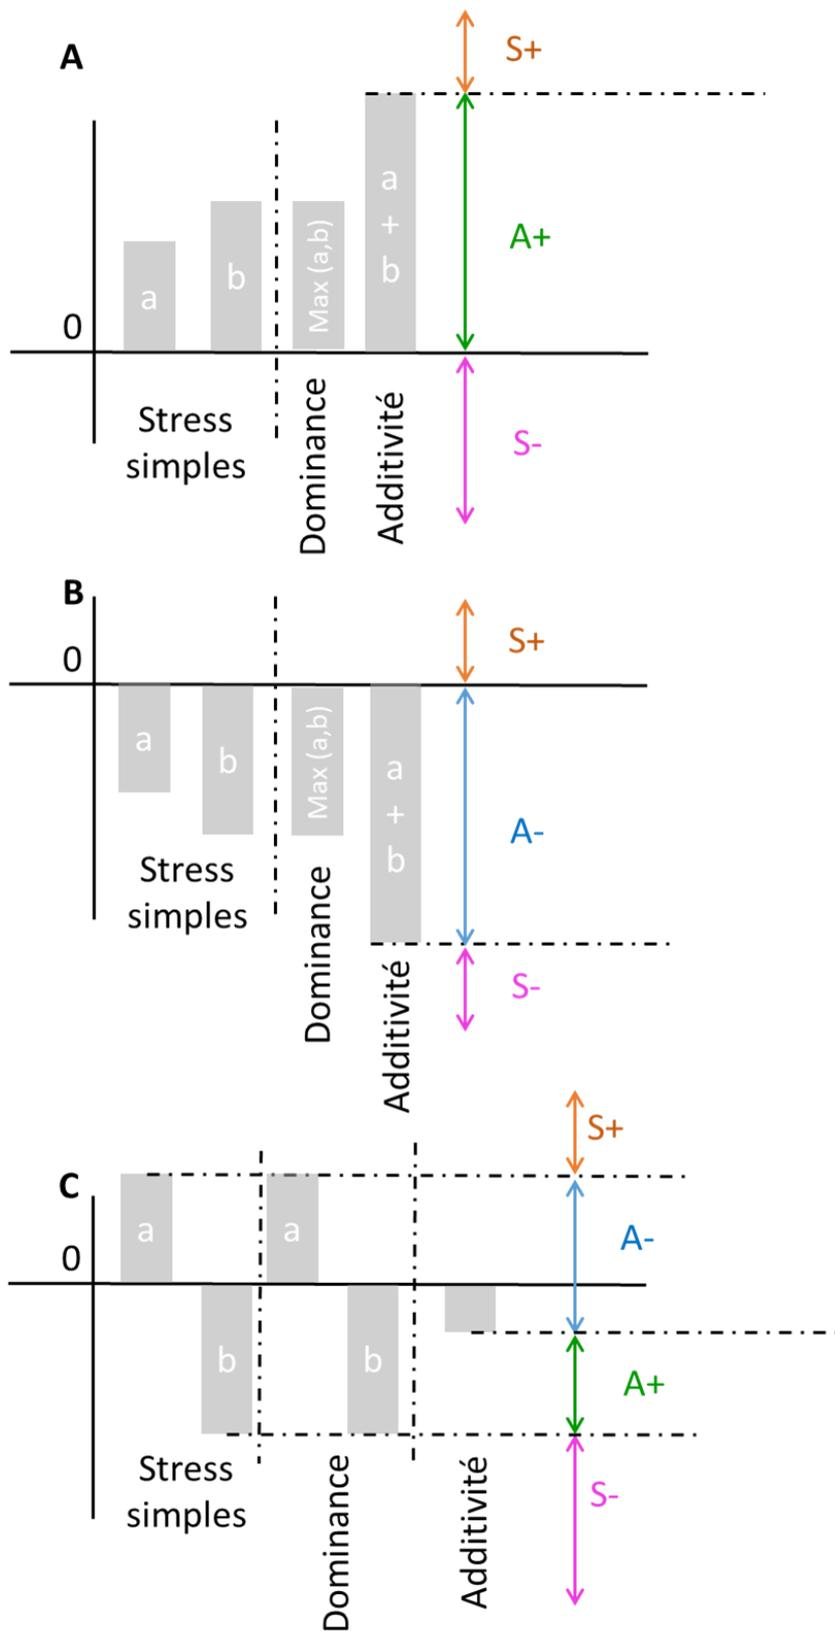 A
S+
a
+
b
A+
Max (a,b)
b
a
0
Stress
simples
Dominance
Additivité
S-
B
S+
0
a
b
Max (a,b)
a
+
b
A-
Stress
simples
Dominance
S-
Additivité
S+
C
a
a
A-
0
b
b
A+
Stress
simples
Dominance
Additivité
S-